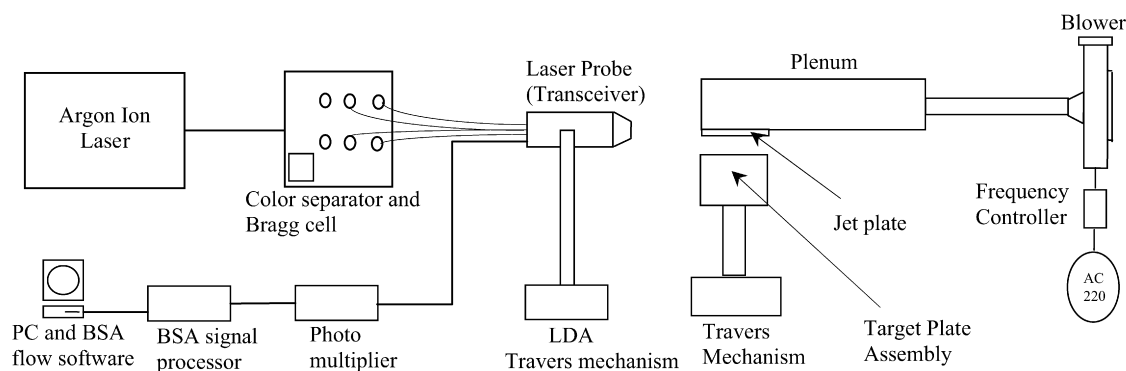 Blower
Plenum
Laser Probe
(Transceiver)
Argon Ion
Laser
Color separator and
Bragg cell
Frequency
Controller
Jet plate
AC
220
PC and BSA
flow software
BSA signal
processor
Photo
multiplier
LDA
Travers mechanism
Travers
Mechanism
Target Plate
Assembly